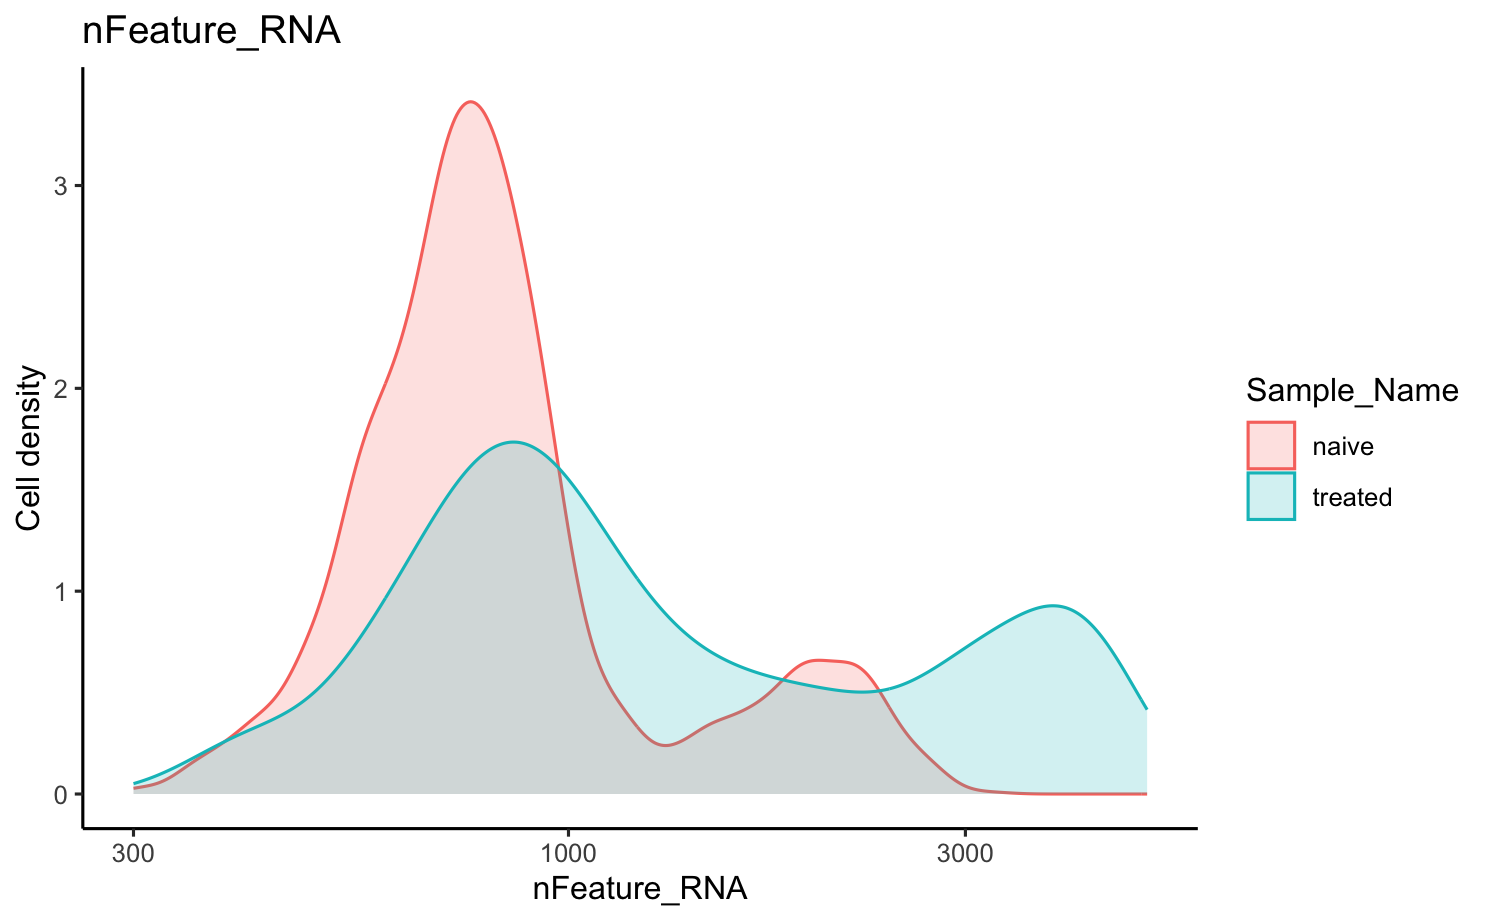 nFeature_RNA
Cell density
3
2
1
0
300
1000
3000
nFeature_RNA
Sample_Name
naive
treated